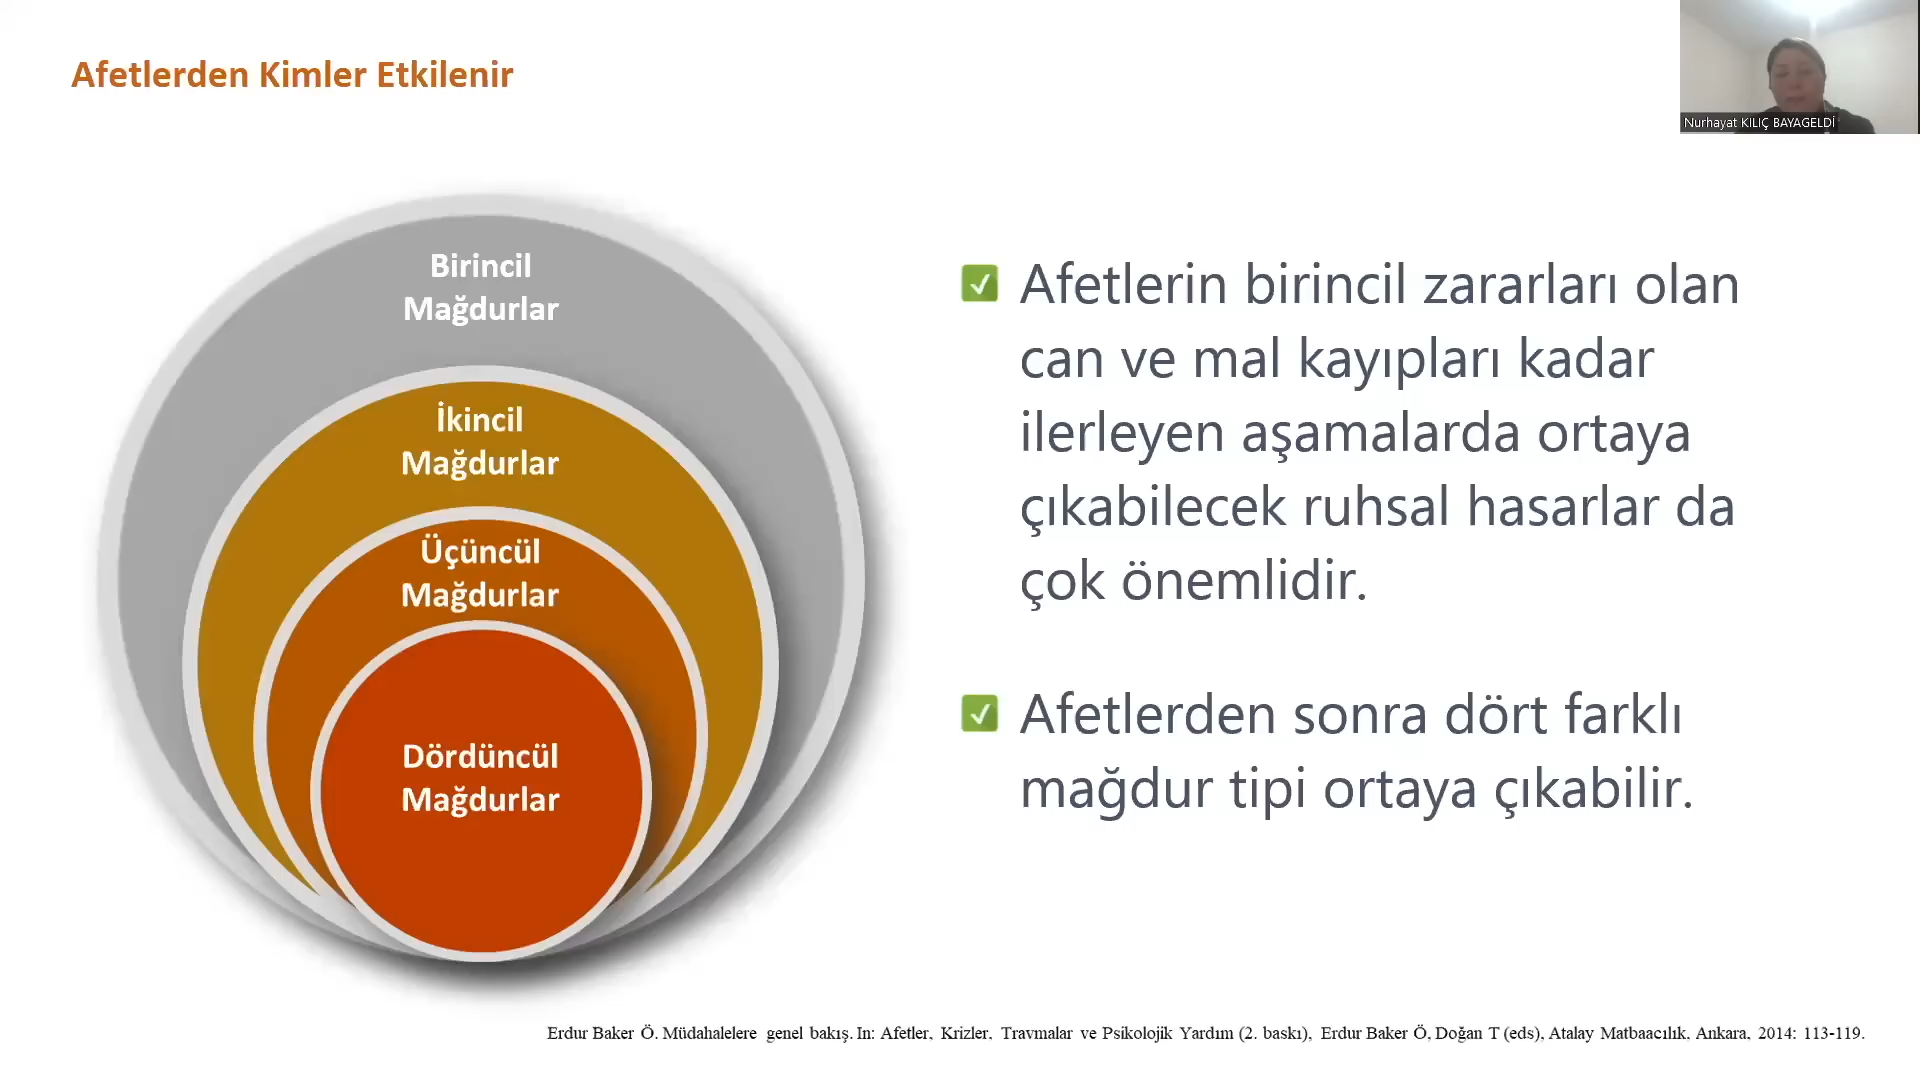 Afetlerden Kimler Etkilenir
Nurhayat KILIÇ BAYAGELDİ
Birincil
Mağdurlar
İkincil
Mağdurlar
Üçüncül
Mağdurlar
Dördüncül
Mağdurlar
Afetlerin birincil zararları olan
can ve mal kayıpları kadar
ilerleyen aşamalarda ortaya
çıkabilecek ruhsal hasarlar da
çok önemlidir.
Afetlerden sonra dört farklı
mağdur tipi ortaya çıkabilir.
Erdur Baker Ö. Müdahalelere genel bakış. In: Afetler, Krizler, Travmalar ve Psikolojik Yardım (2. baskı), Erdur Baker Ö, Doğan T (eds), Atalay Matbaacılık, Ankara, 2014: 113-119.